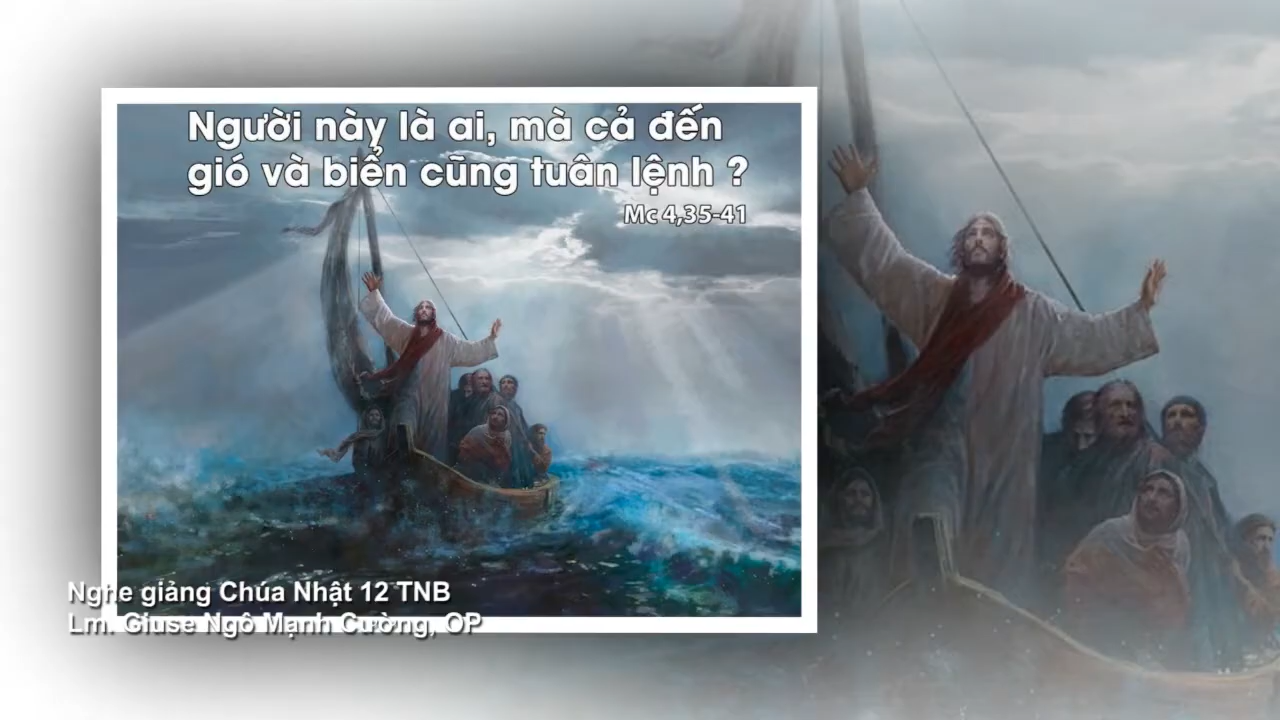 Người này là ai, mà cả đến
gió và biển cũng tuân lệnh ?
Mc 4,35-41
Nghe giảng Chúa Nhật 12 TNB
Lm. Giuse Ngô Mạnh Cường, OP